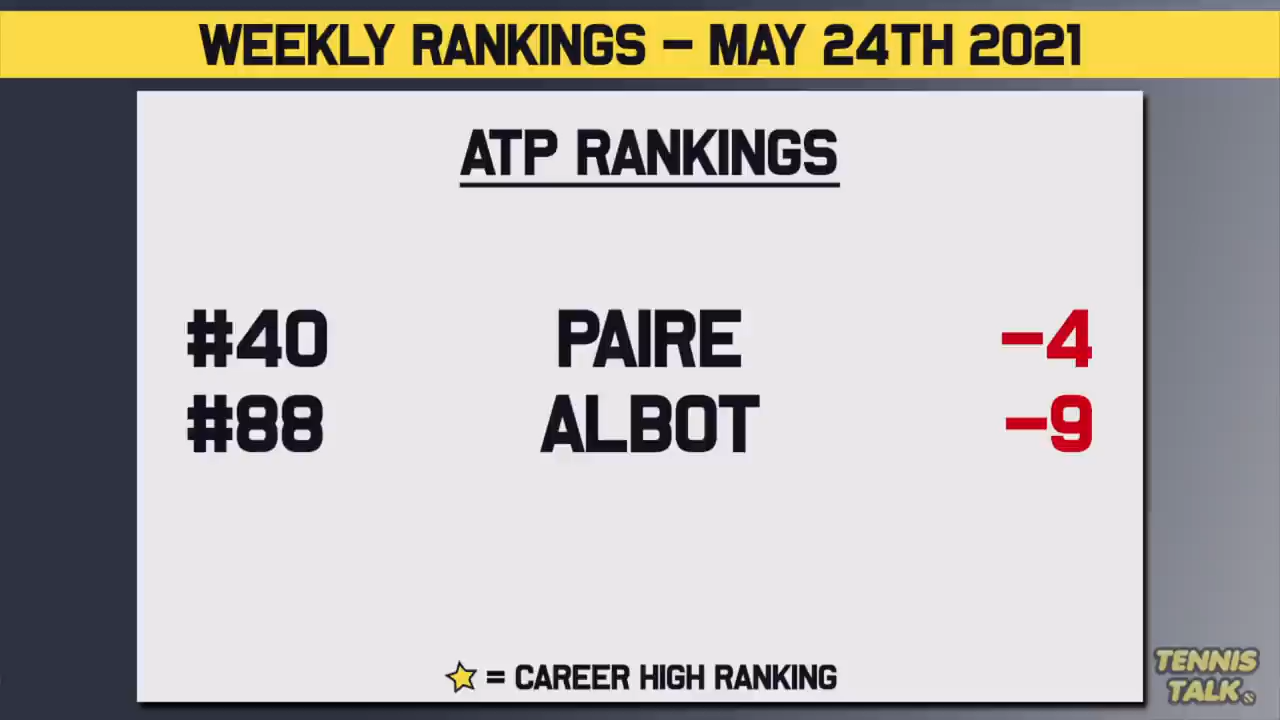 WEEKLY RANKINGS – MAY 24TH 2021
ATP RANKINGS
#40 PAIRE –4
#88 ALBOT –9
= CAREER HIGH RANKING
TENNIS
TALK